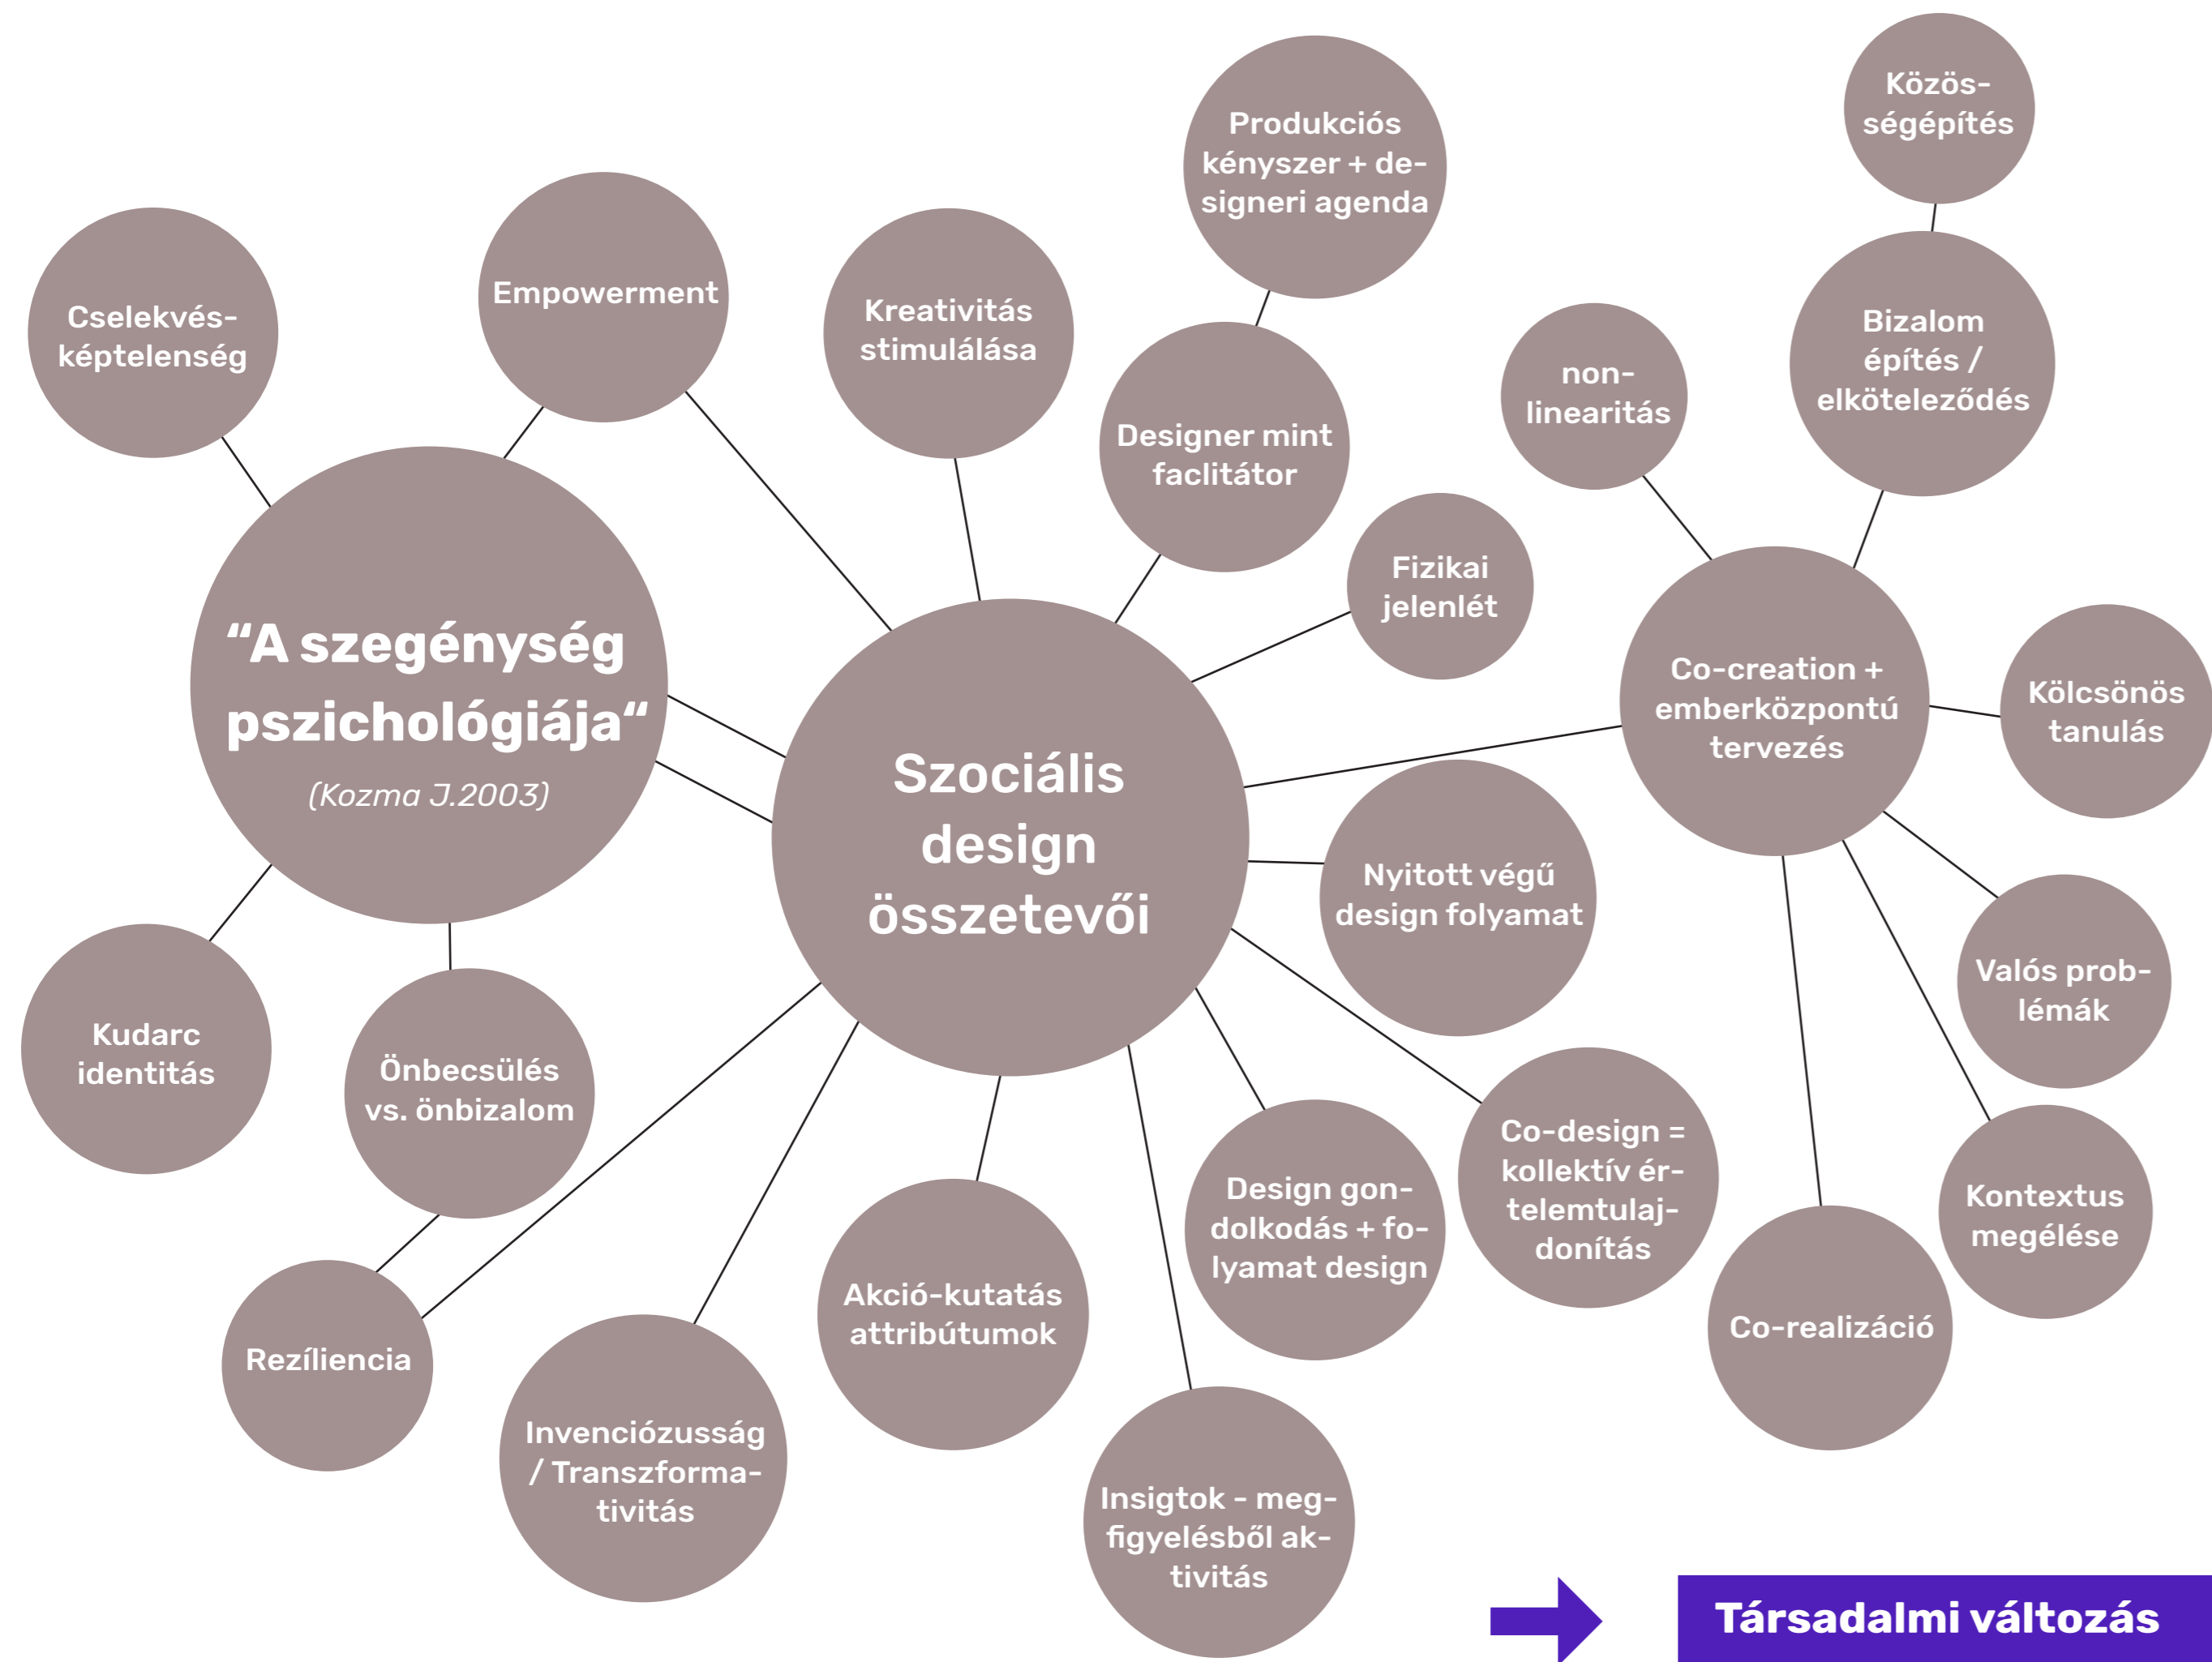 Közös-
ségépítés
Produkciós
kényszer + de-
signeri agenda
Empowerment
Cselekvés-
képtelenség
Kreativitás
stimulálása
Bizalom
építés /
elköteleződés
non-
linearitás
Designer mint
faclitátor
Fizikai
jelenlét
“A szegénység
pszichológiája“
(Kozma J.2003)
Co-creation +
emberközpontú
tervezés
Kölcsönös
tanulás
Szociális
design
összetevői
Nyitott végű
design folyamat
Valós prob-
lémák
Kudarc
identitás
Önbecsülés
vs. önbizalom
Co-design =
kollektív ér-
telemtulaj-
donítás
Design gon-
dolkodás + fo-
lyamat design
Kontextus
megélése
Akció-kutatás
attribútumok
Co-realizáció
Rezíliencia
Invenciózusság
/ Transzforma-
tivitás
Insigtok - meg-
figyelésből ak-
tivitás
Társadalmi változás